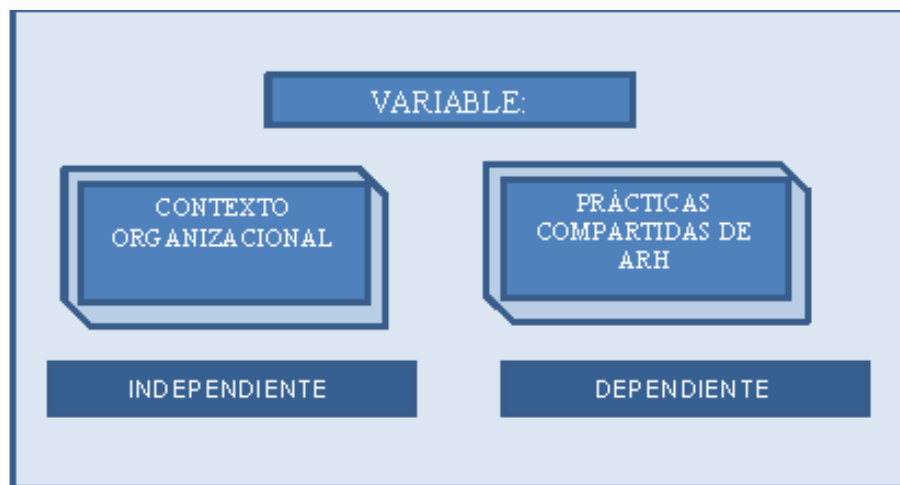 VARIABLE:
CONTEXTO
ORGANIZACIONAL
PRÁCTICAS
COMPARTIDAS DE
ARH
INDEPENDIENTE
DEPENDIENTE